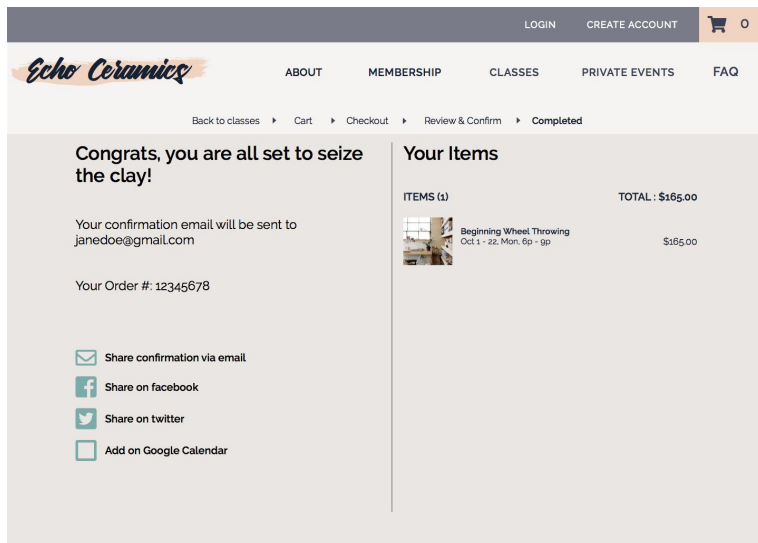 LOGIN CREATE ACCOUNT 0
Echo Ceramics ABOUT MEMBERSHIP CLASSES PRIVATE EVENTS FAQ
Back to classes Cart Checkout Review & Confirm Completed
Congrats, you are all set to seize
the clay!
Your confirmation email will be sent to
janedoe@gmail.com
Your Order #: 12345678
Share confirmation via email
Share on facebook
Share on twitter
Add on Google Calendar
Your Items
ITEMS (1) TOTAL : $165.00
Beginning Wheel Throwing
Oct 1 - 22, Mon, 6p - 9p $165.00